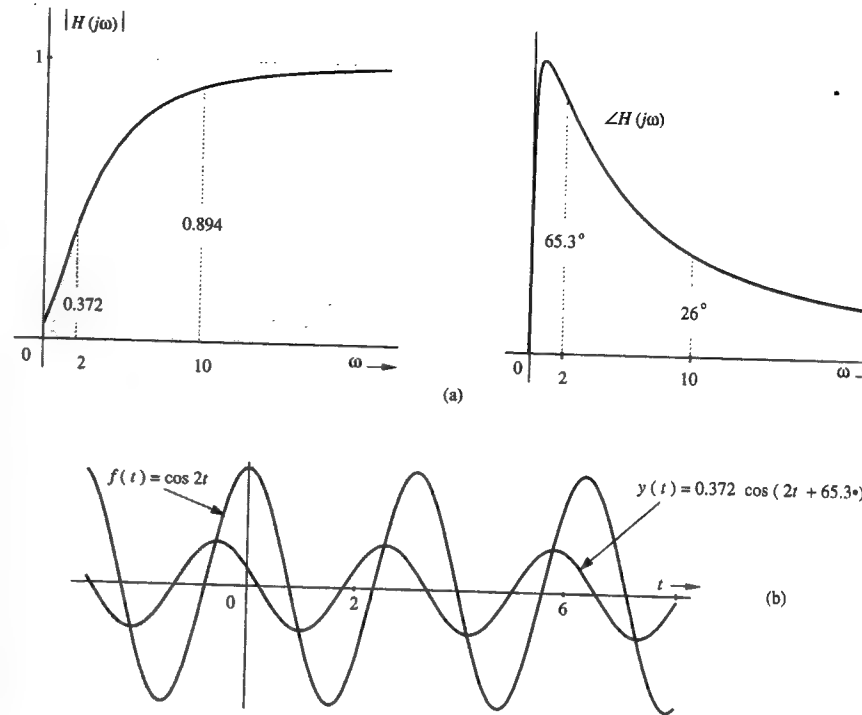 |H(jω)|
1
0.372
0.894
0
2
10
ω
∠H(jω)
65.3°
26°
0
2
10
ω
(a)
f(t) = cos 2t
y(t) = 0.372 cos (2t + 65.3•)
0
2
6
t
(b)